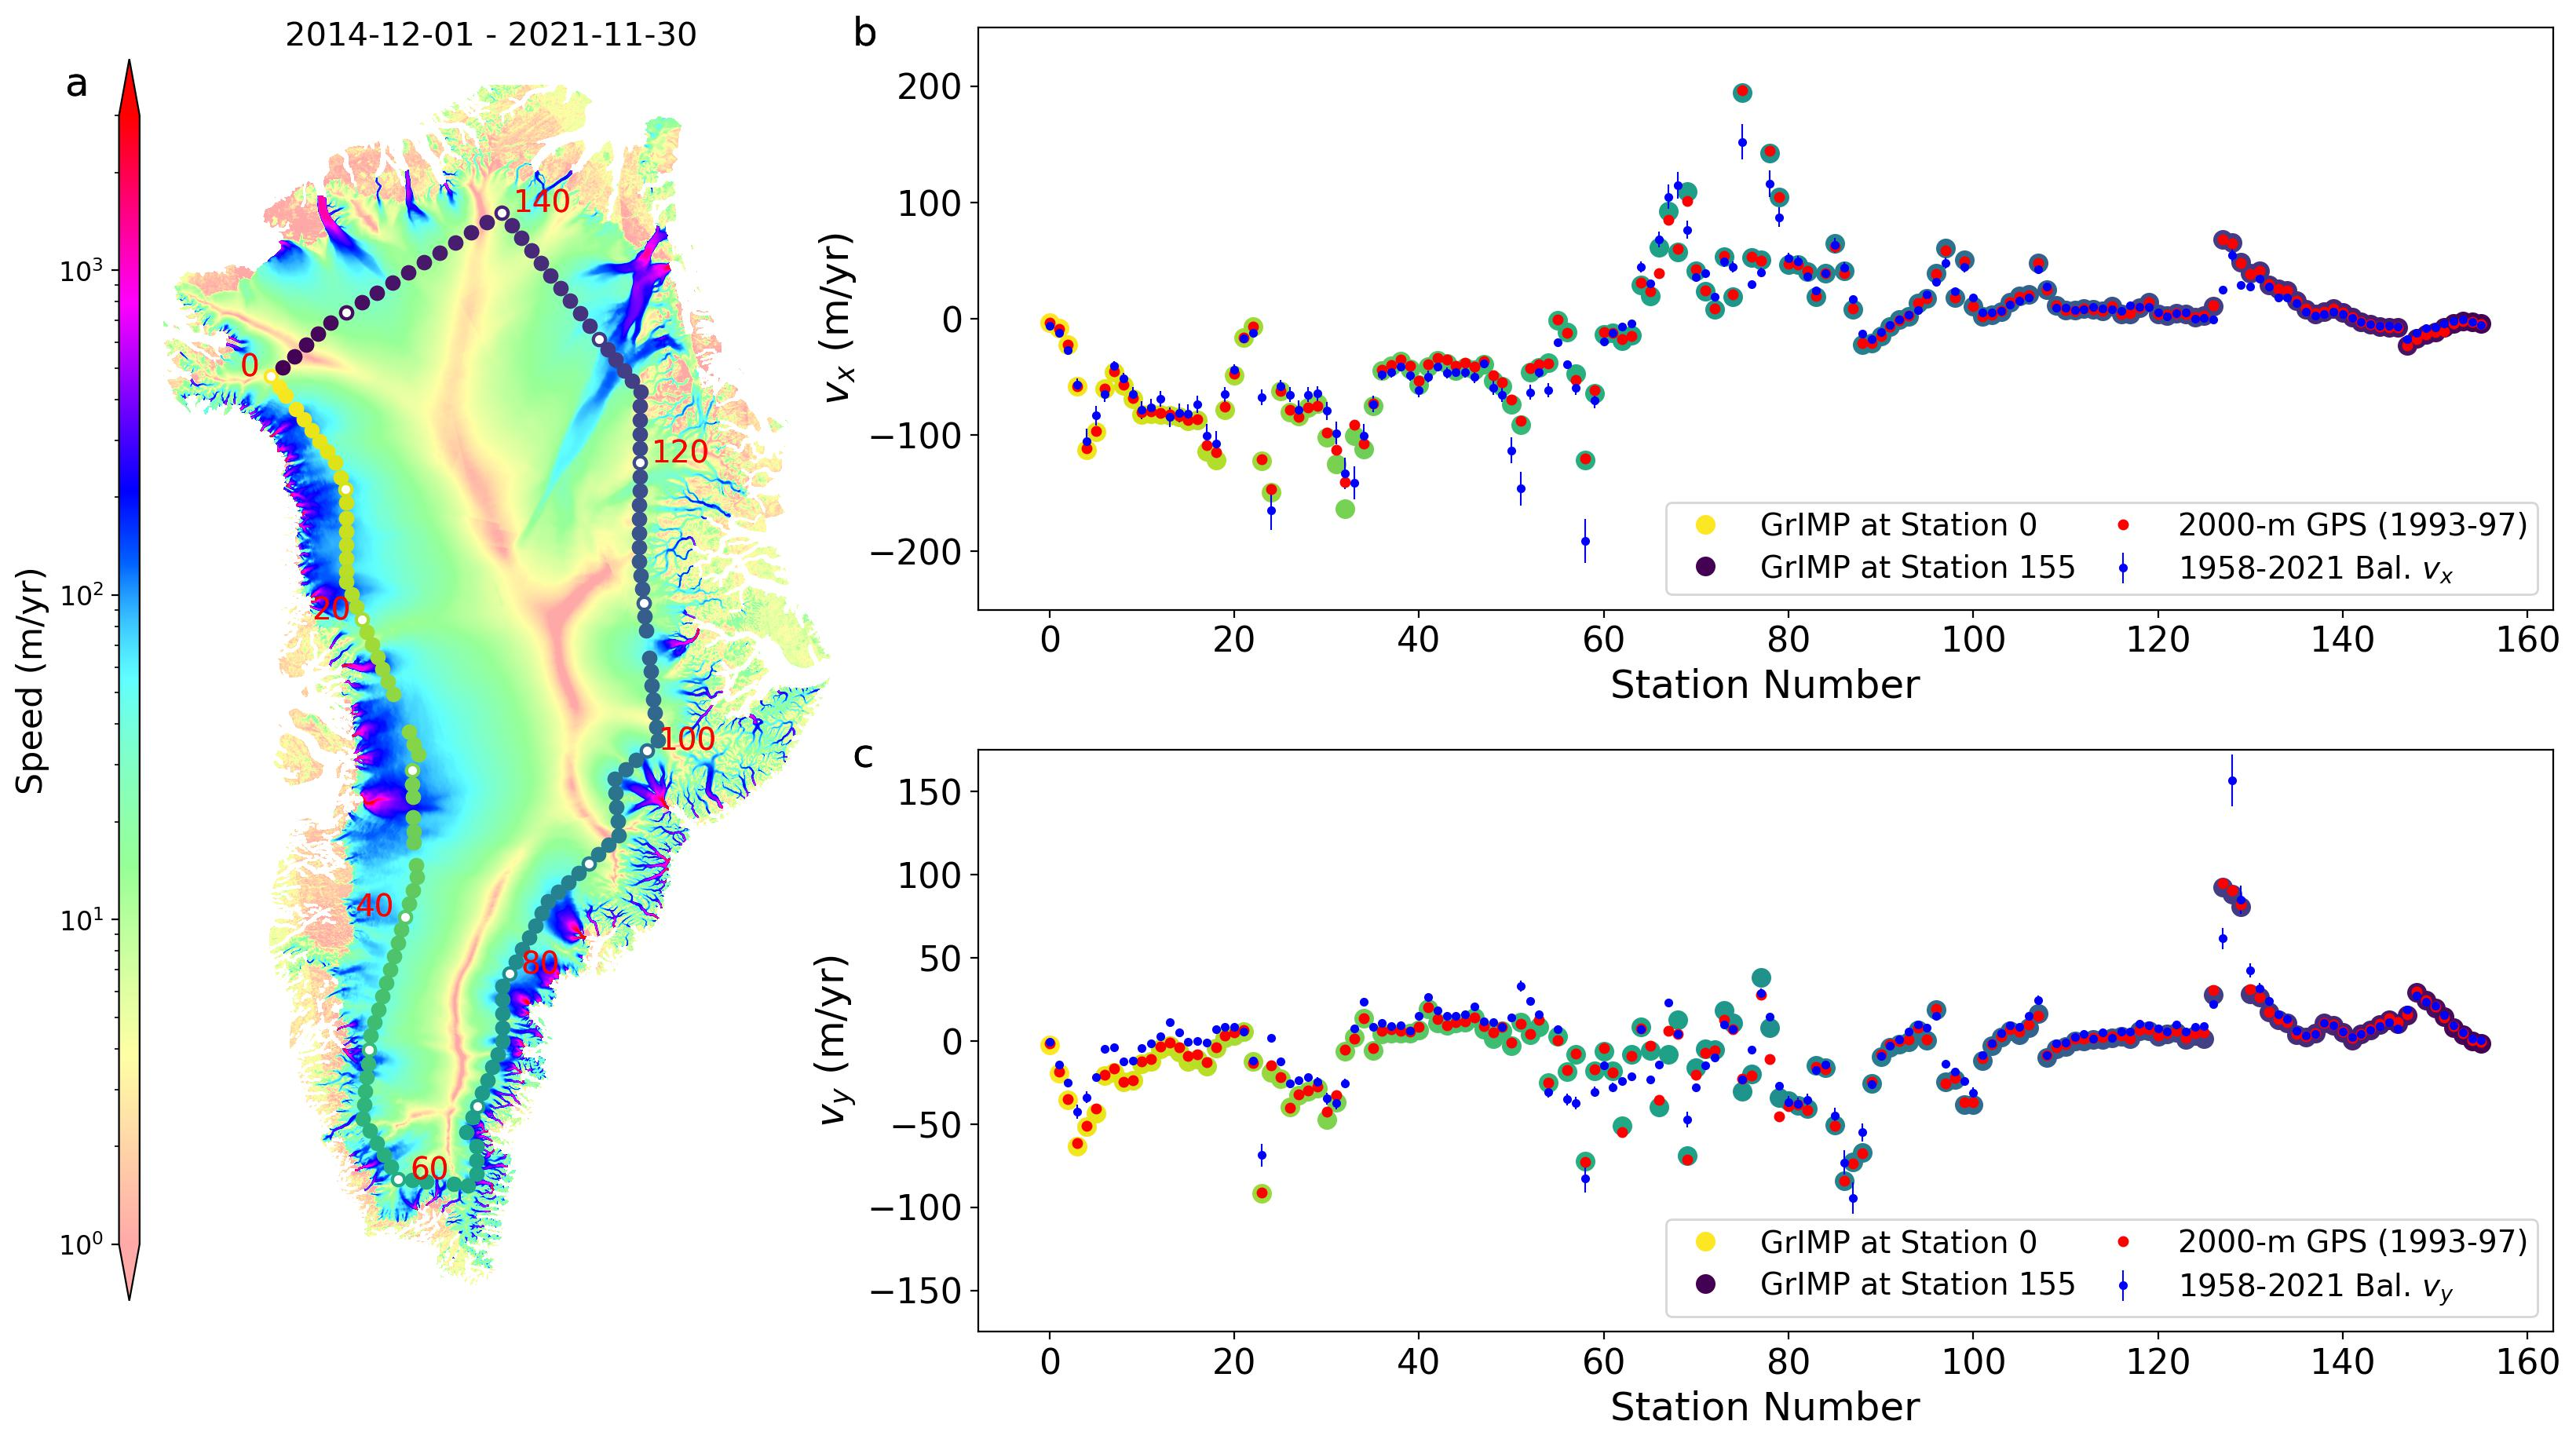 2014-12-01 - 2021-11-30
a
Speed (m/yr)
10³
10²
10¹
10⁰
0
20
40
60
80
100
120
140
b
v_x (m/yr)
200
100
0
−100
−200
0 20 40 60 80 100 120 140 160
Station Number
GrIMP at Station 0
GrIMP at Station 155
2000-m GPS (1993-97)
1958-2021 Bal. v_x
c
v_y (m/yr)
150
100
50
0
−50
−100
−150
0 20 40 60 80 100 120 140 160
Station Number
GrIMP at Station 0
GrIMP at Station 155
2000-m GPS (1993-97)
1958-2021 Bal. v_y